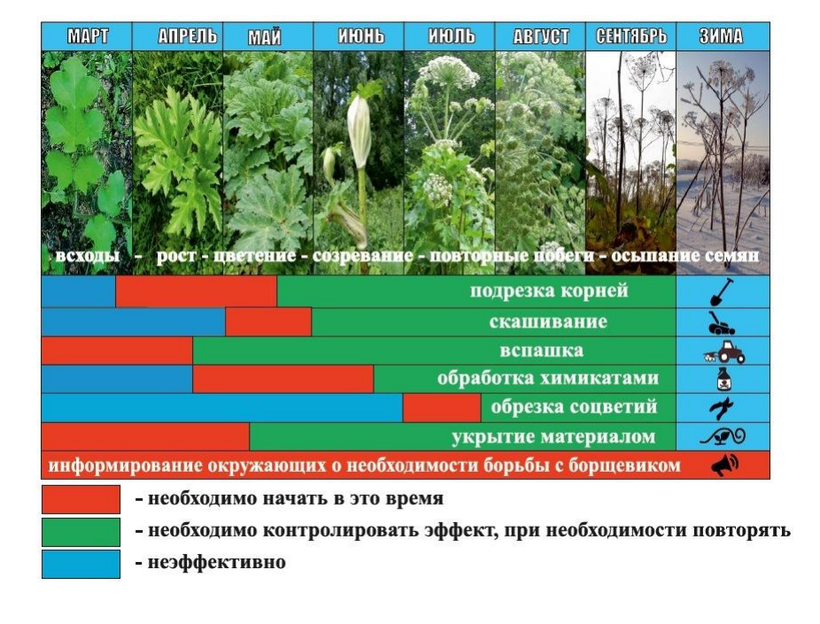 МАРТ АПРЕЛЬ МАЙ ИЮНЬ ИЮЛЬ АВГУСТ СЕНТЯБРЬ ЗИМА
всходы - рост - цветение - созревание - повторные побеги - осыпание семян
подрезка корней
скашивание
вспашка
обработка химикатами
обрезка соцветий
укрытие материалом
информирование окружающих о необходимости борьбы с борщевиком
- необходимо начать в это время
- необходимо контролировать эффект, при необходимости повторять
- неэффективно